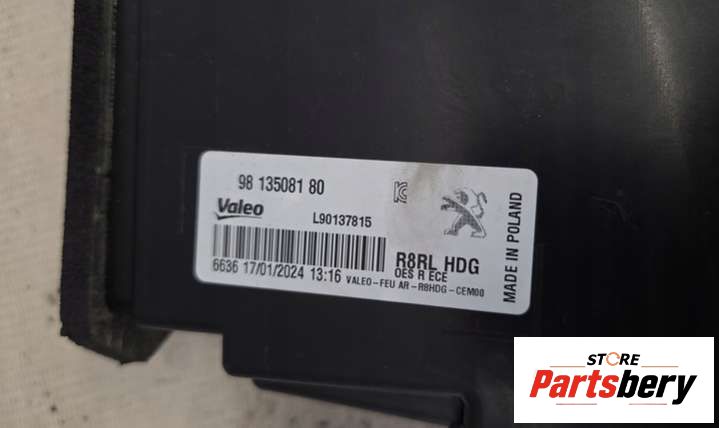 98 135081 80
Valeo
L90137815
R8RL HDG
OES R ECE
6636 17/01/2024 13:16 VALEO-FEU AR-R8HDG-CEM00
MADE IN POLAND
STORE
Partsbery